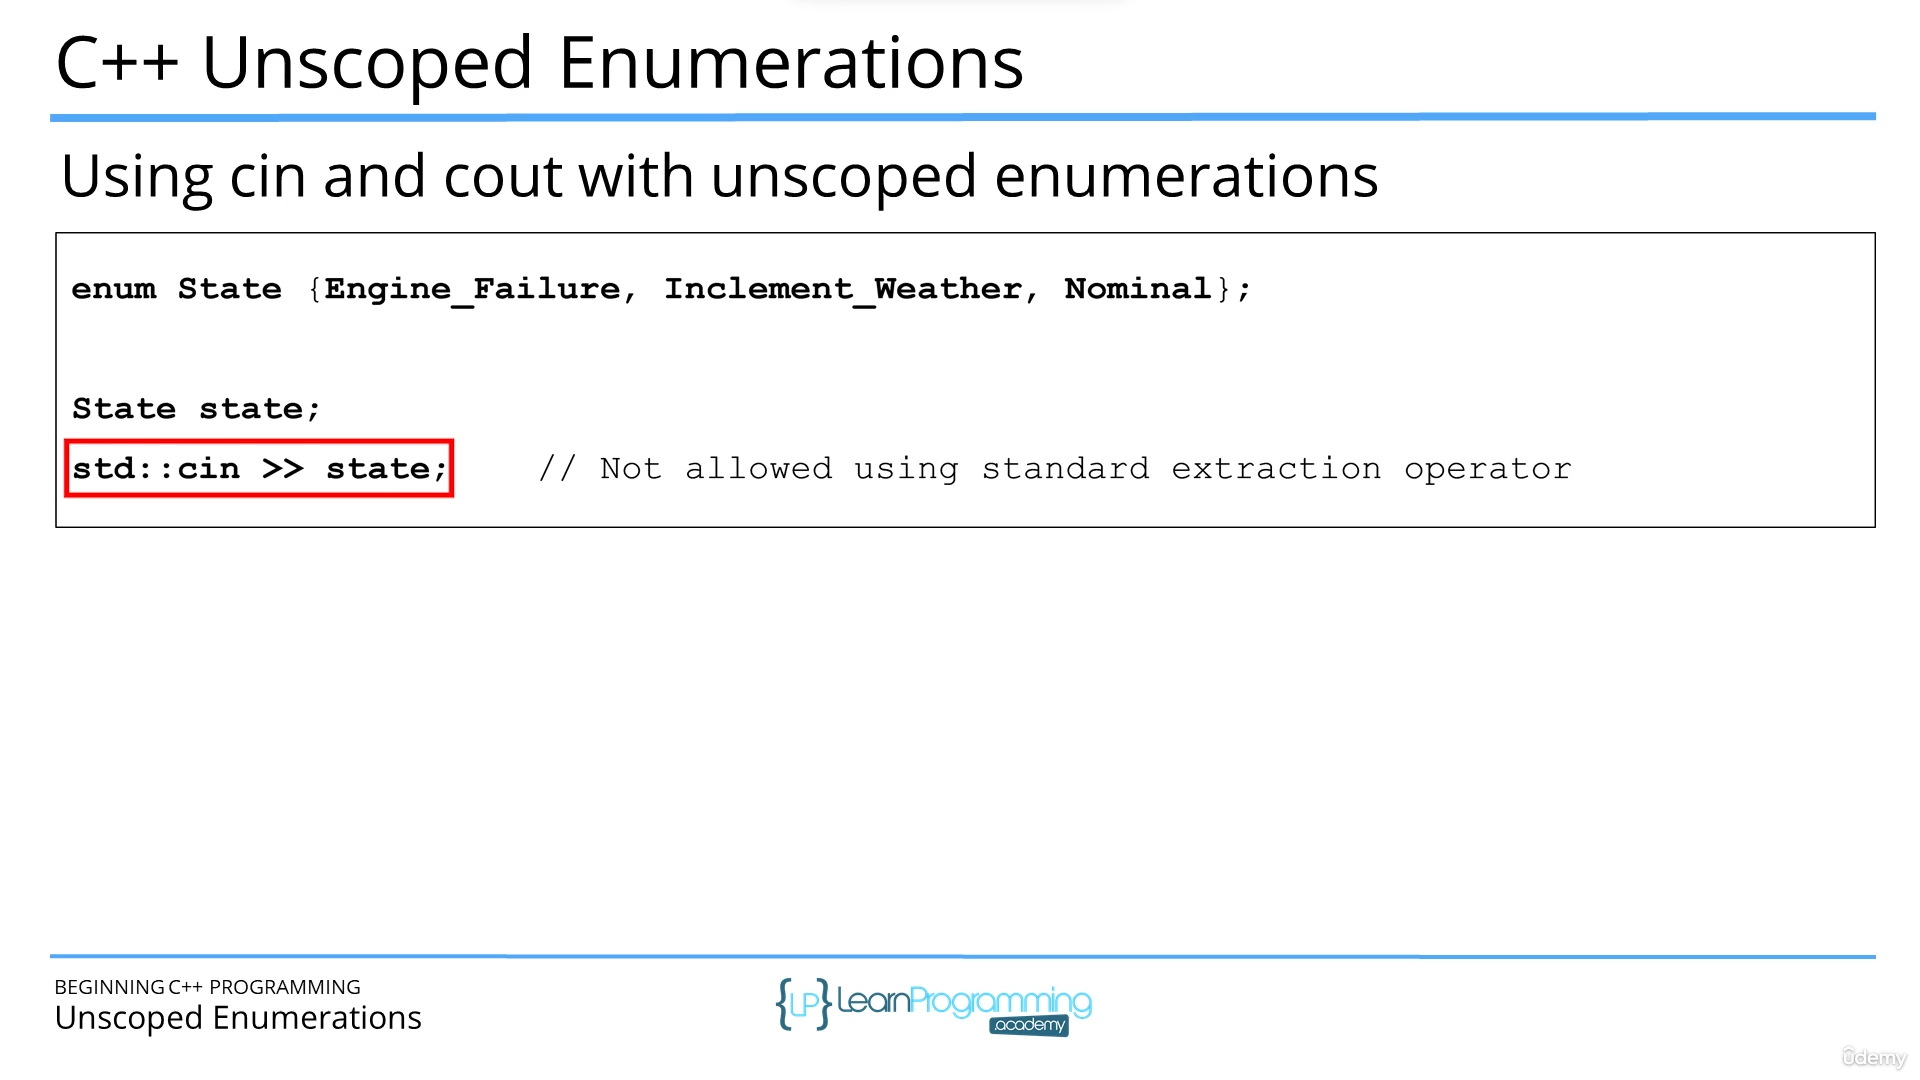 C++ Unscoped Enumerations
Using cin and cout with unscoped enumerations
enum State {Engine_Failure, Inclement_Weather, Nominal};
State state;
std::cin >> state; // Not allowed using standard extraction operator
BEGINNING C++ PROGRAMMING
Unscoped Enumerations
{LP} LearnProgramming
.academy
ûdemy